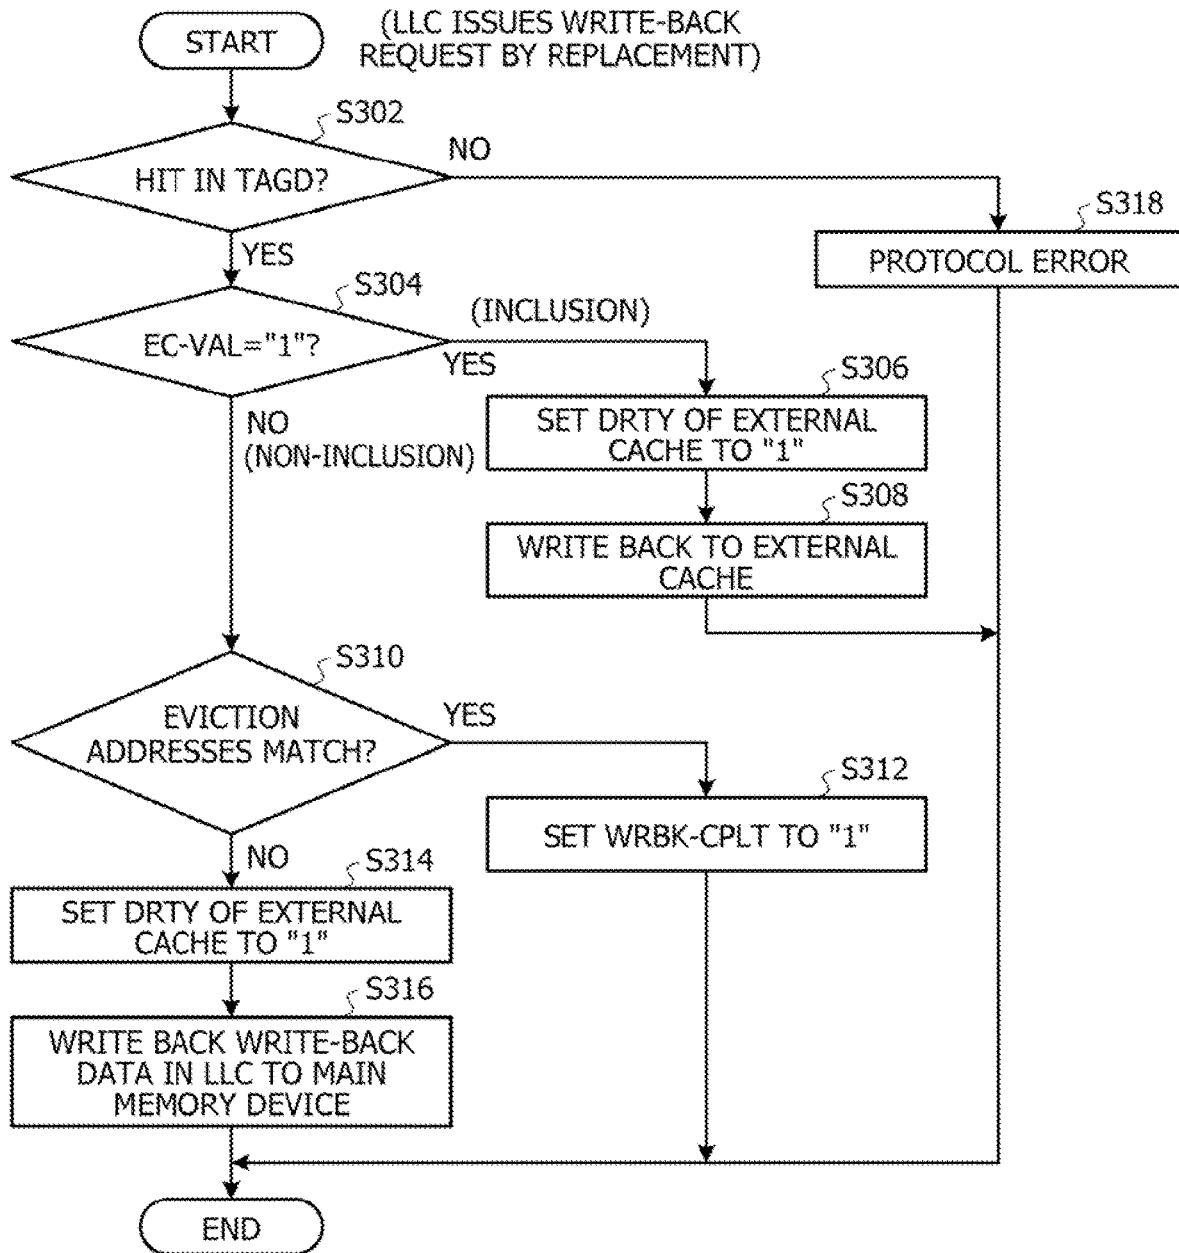 START
(LLC ISSUES WRITE-BACK
REQUEST BY REPLACEMENT)
S302
HIT IN TAGD?
NO
YES
S318
PROTOCOL ERROR
S304
EC-VAL="1"?
(INCLUSION)
YES
NO
(NON-INCLUSION)
S306
SET DRTY OF EXTERNAL
CACHE TO "1"
S308
WRITE BACK TO EXTERNAL
CACHE
S310
EVICTION
ADDRESSES MATCH?
YES
NO
S312
SET WRBK-CPLT TO "1"
S314
SET DRTY OF EXTERNAL
CACHE TO "1"
S316
WRITE BACK WRITE-BACK
DATA IN LLC TO MAIN
MEMORY DEVICE
END